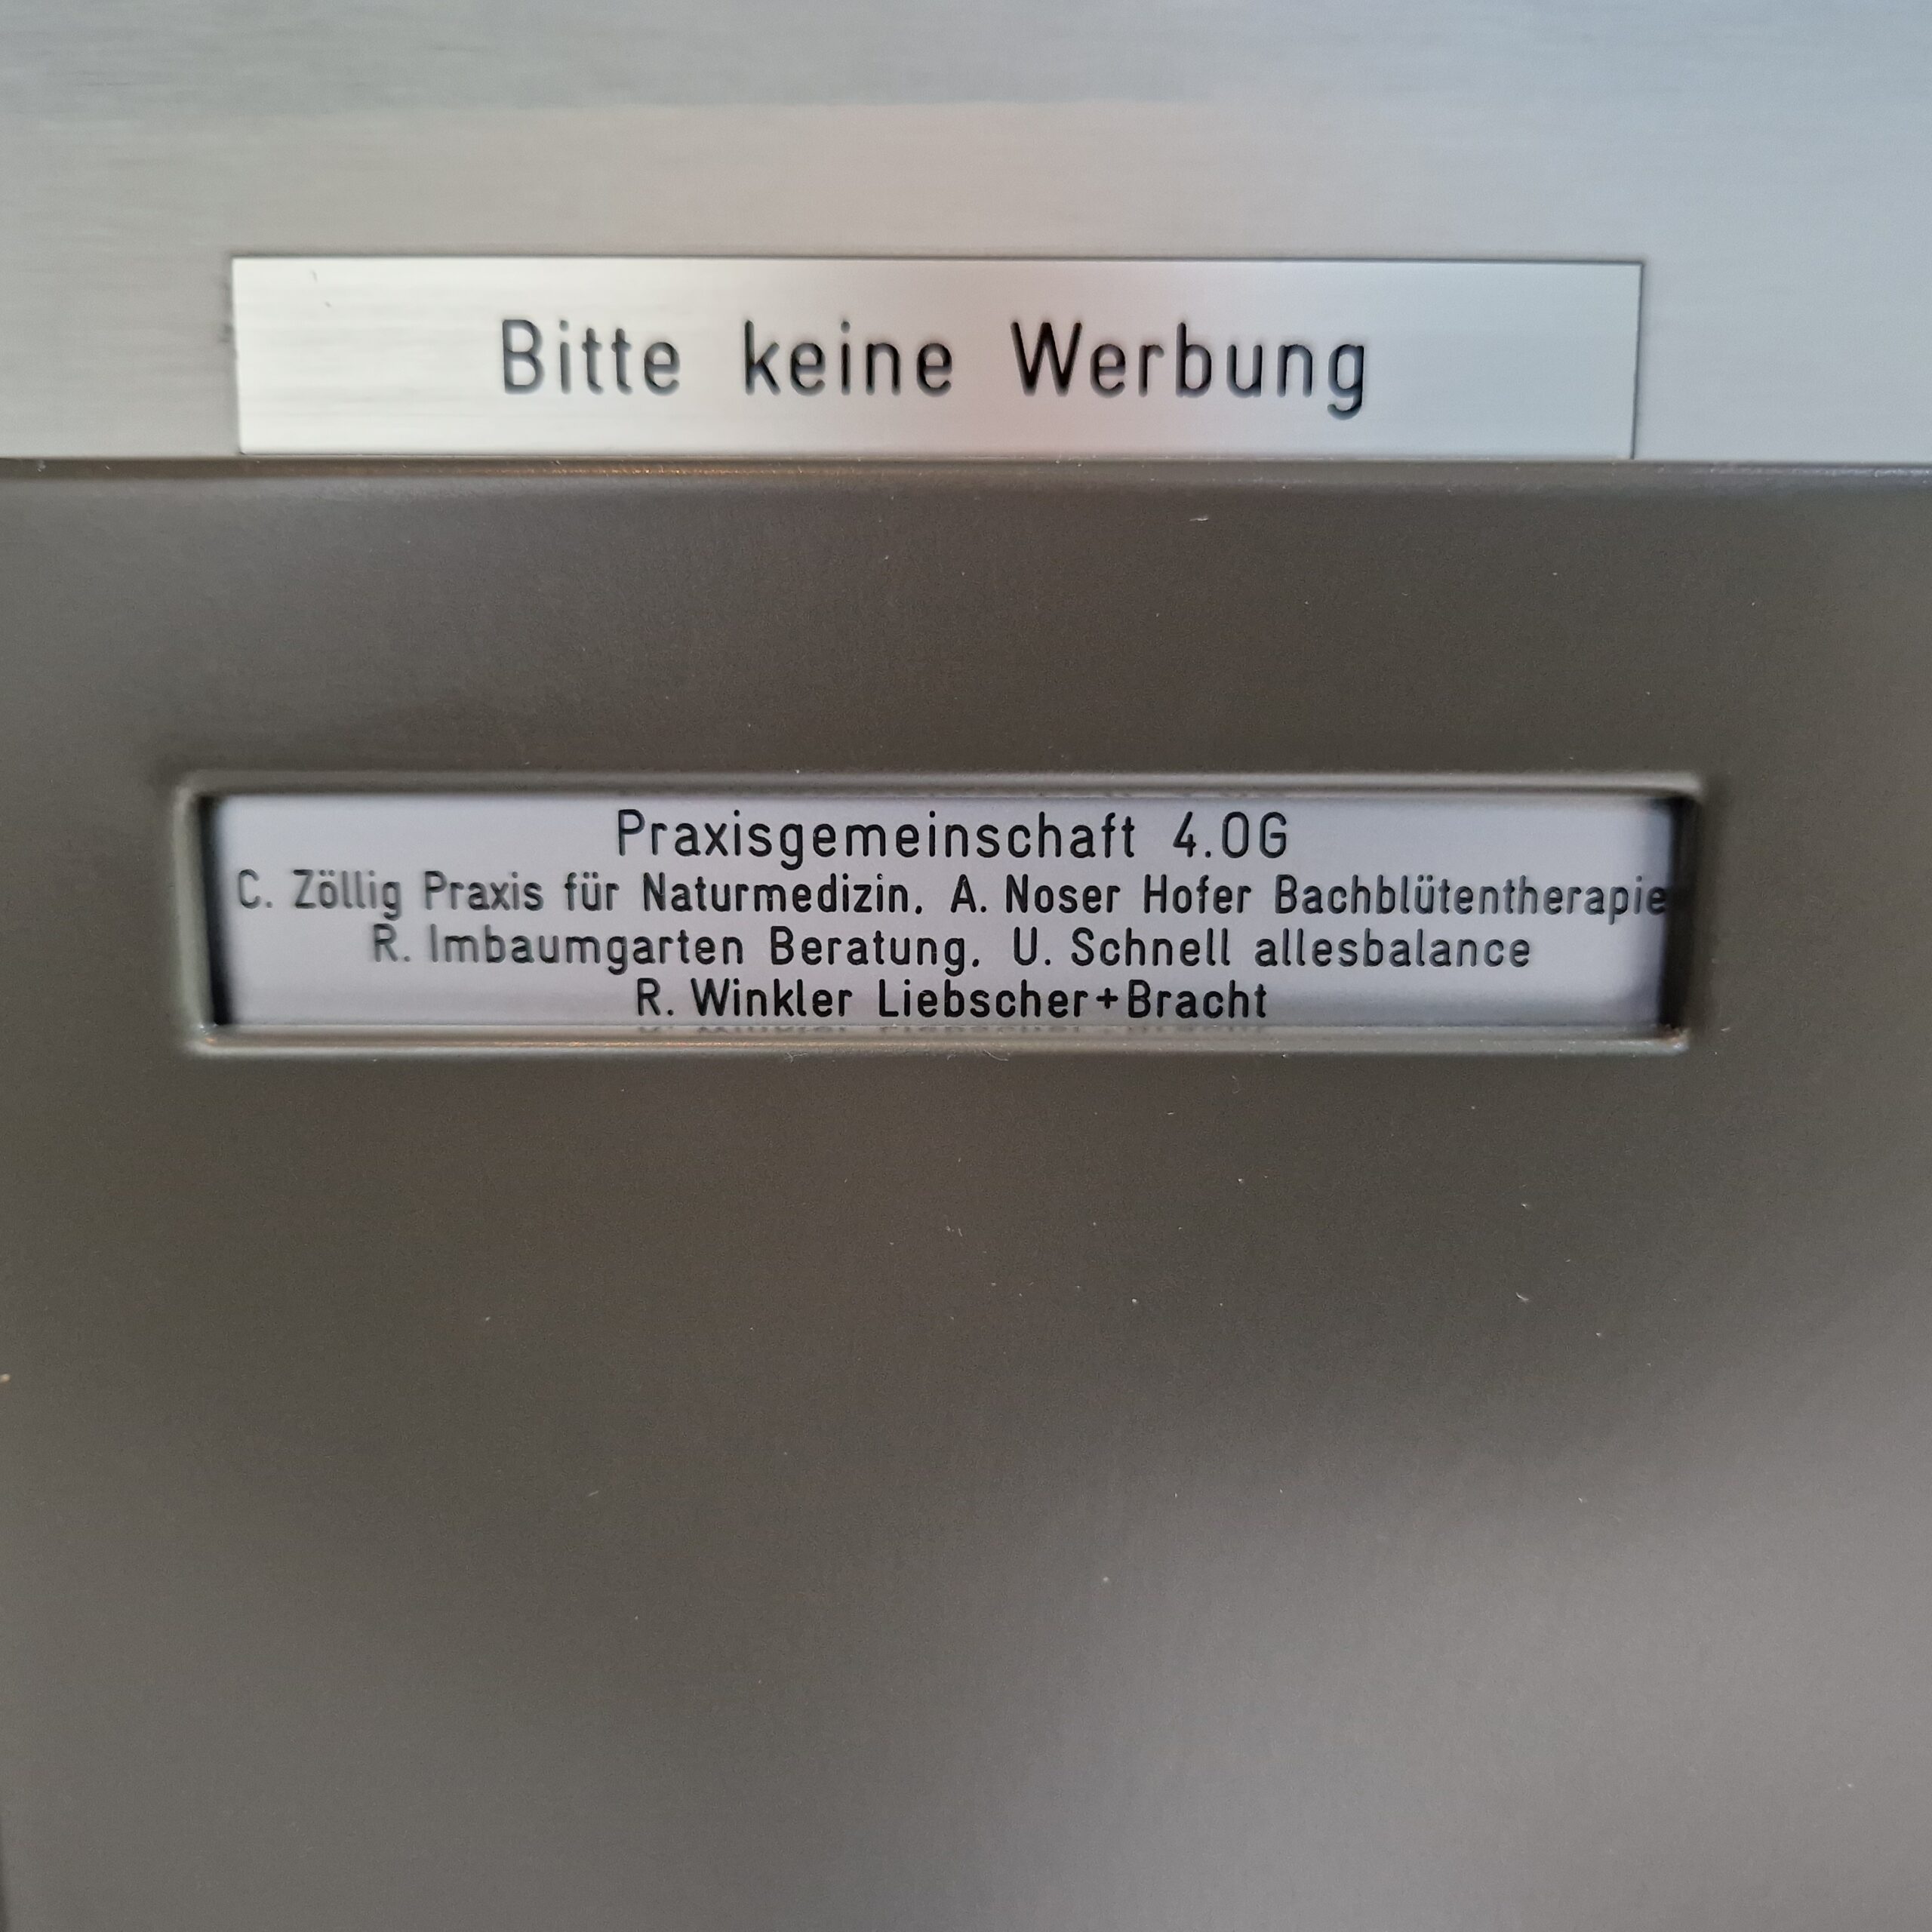 Bitte keine Werbung
Praxisgemeinschaft 4.OG
C. Zöllig Praxis für Naturmedizin. A. Noser Hofer Bachblütentherapie
R. Imbaumgarten Beratung. U. Schnell allesbalance
R. Winkler Liebscher+Bracht